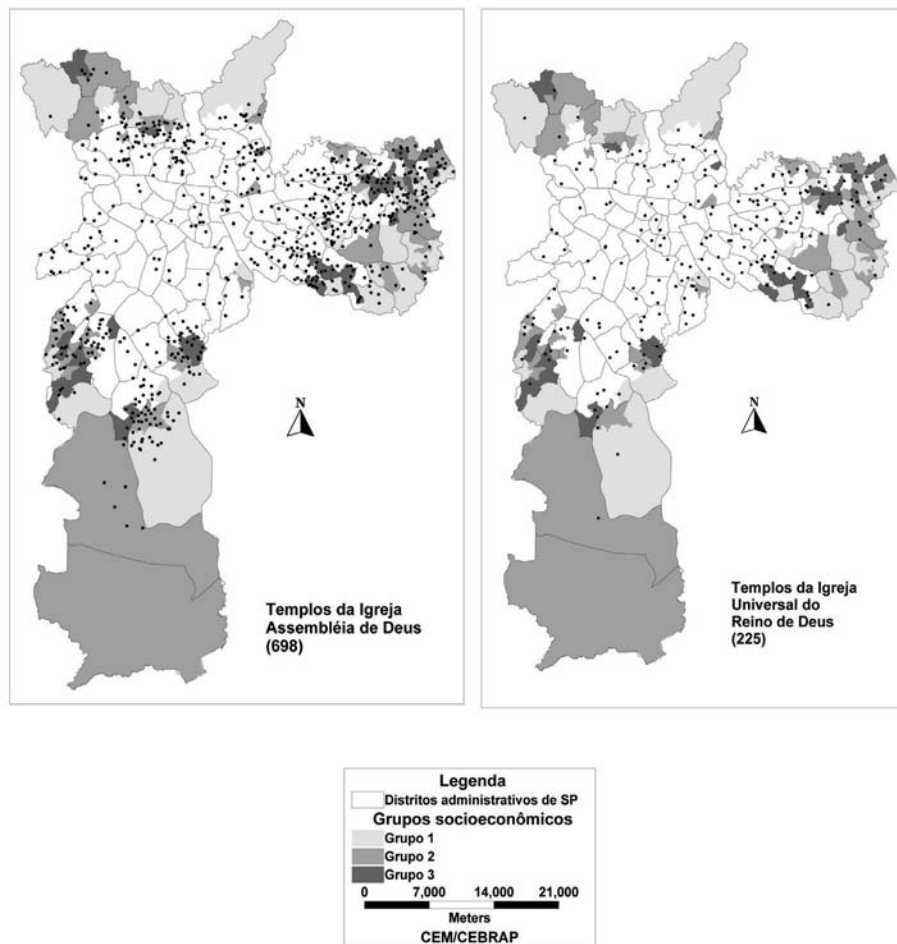 N
Templos da Igreja
Assembléia de Deus
(698)
N
Templos da Igreja
Universal do
Reino de Deus
(225)
Legenda
Distritos administrativos de SP
Grupos socioeconômicos
Grupo 1
Grupo 2
Grupo 3
0 7,000 14,000 21,000
Meters
CEM/CEBRAP